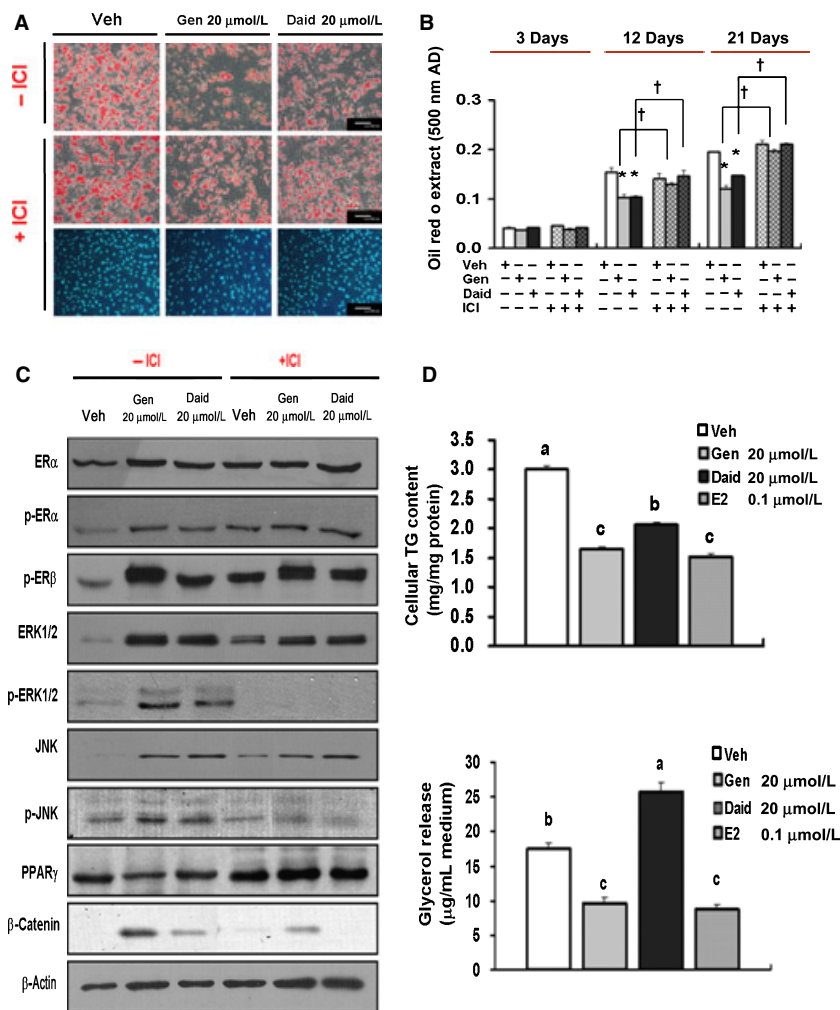 A
Veh
Gen 20 μmol/L
Daid 20 μmol/L
– ICI
+ ICI
B
3 Days
12 Days
21 Days
Oil red o extract (500 nm AD)
0.3
0.2
0.1
0.0
†
†
†
†
* *
* *
Veh + – – + – – + – – + – – + – – + – –
Gen – + – – + – – + – – + – – + – – + –
Daid – – + – – + – – + – – + – – + – – +
ICI – – – + + + – – – + + + – – – + + +
C
– ICI
+ICI
Veh
Gen 20 μmol/L
Daid 20 μmol/L
Veh
Gen 20 μmol/L
Daid 20 μmol/L
ERα
p-ERα
p-ERβ
ERK1/2
p-ERK1/2
JNK
p-JNK
PPARγ
β-Catenin
β-Actin
D
Cellular TG content
(mg/mg protein)
3.5
3.0
2.5
2.0
1.5
1.0
0.5
0.0
a
c
b
c
Veh
Gen 20 μmol/L
Daid 20 μmol/L
E2 0.1 μmol/L
Glycerol release
(μg/mL medium)
30
25
20
15
10
5
0
b
c
a
c
Veh
Gen 20 μmol/L
Daid 20 μmol/L
E2 0.1 μmol/L